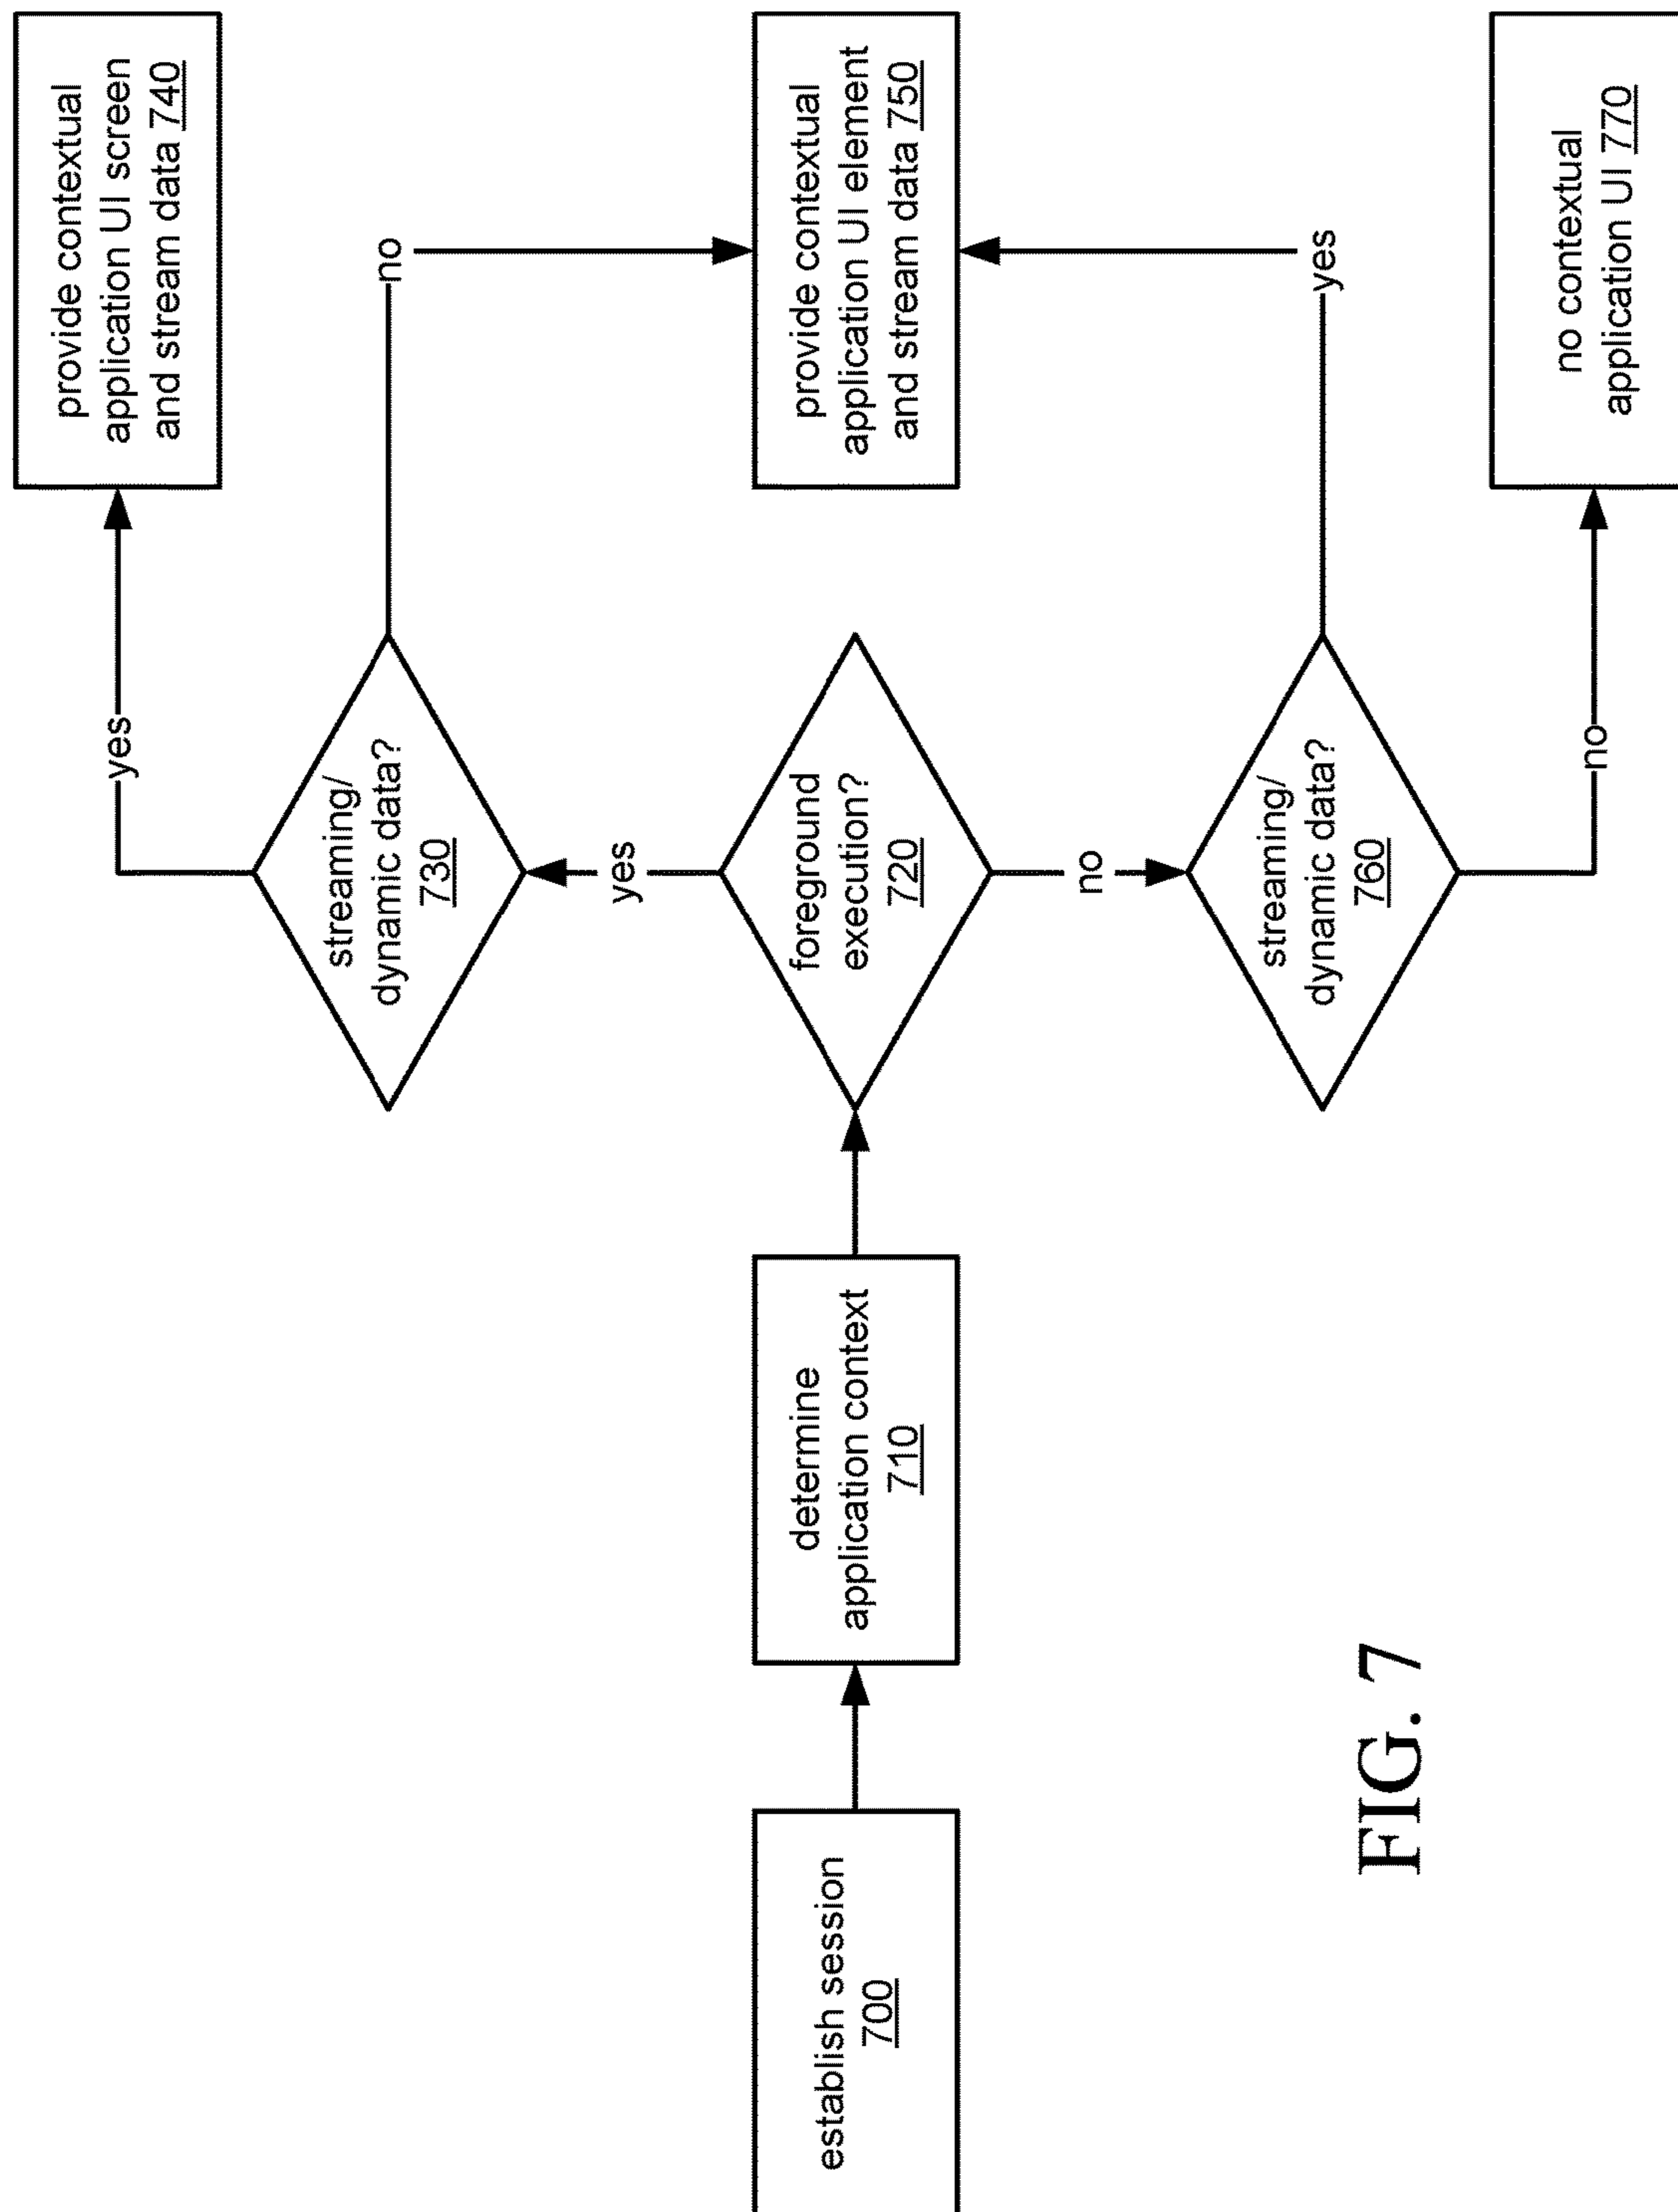 establish session
700
determine
application context
710
foreground
execution?
720
yes
no
streaming/
dynamic data?
730
yes
no
provide contextual
application UI screen
and stream data 740
provide contextual
application UI element
and stream data 750
streaming/
dynamic data?
760
yes
no
no contextual
application UI 770
FIG. 7